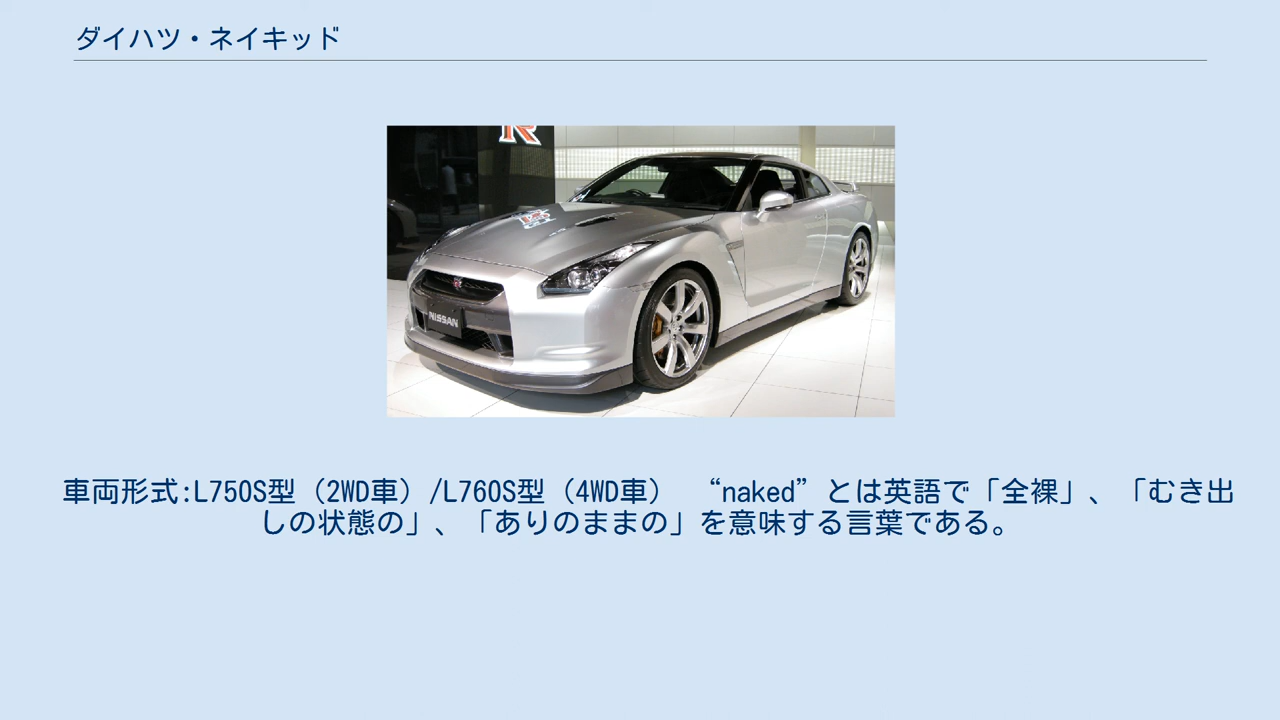 ダイハツ・ネイキッド
R
NISSAN
車両形式:L750S型（2WD車）/L760S型（4WD車）　“naked”とは英語で「全裸」、「むき出
しの状態の」、「ありのままの」を意味する言葉である。